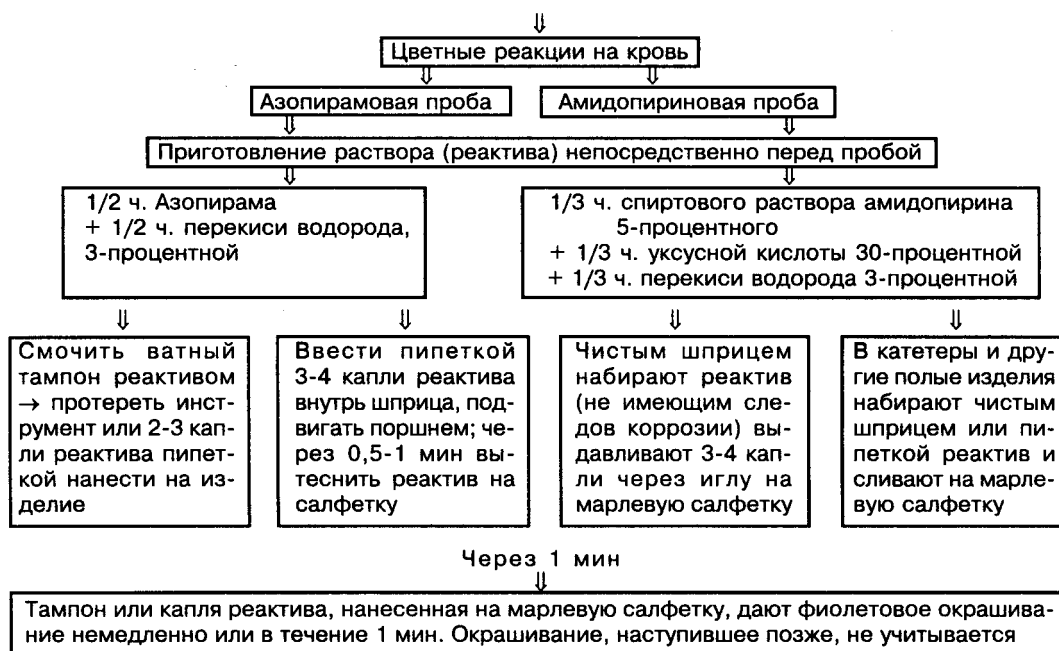 ⇓
Цветные реакции на кровь
⇓ ⇓
Азопирамовая проба
Амидопириновая проба
⇓ ⇓
Приготовление раствора (реактива) непосредственно перед пробой
⇓ ⇓
1/2 ч. Азопирама
+ 1/2 ч. перекиси водорода,
3-процентной
1/3 ч. спиртового раствора амидопирина
5-процентного
+ 1/3 ч. уксусной кислоты 30-процентной
+ 1/3 ч. перекиси водорода 3-процентной
⇓ ⇓ ⇓ ⇓
Смочить ватный
тампон реактивом
→ протереть инст-
румент или 2-3 кап-
ли реактива пипет-
кой нанести на из-
делие
Ввести пипеткой
3-4 капли реактива
внутрь шприца, под-
вигать поршнем; че-
рез 0,5-1 мин вы-
теснить реактив на
салфетку
Чистым шприцем
набирают реактив
(не имеющим сле-
дов коррозии) вы-
давливают 3-4 кап-
ли через иглу на
марлевую салфетку
В катетеры и дру-
гие полые изделия
набирают чистым
шприцем или пи-
петкой реактив и
сливают на марле-
вую салфетку
Через 1 мин
⇓
Тампон или капля реактива, нанесенная на марлевую салфетку, дают фиолетовое окрашива-
ние немедленно или в течение 1 мин. Окрашивание, наступившее позже, не учитывается